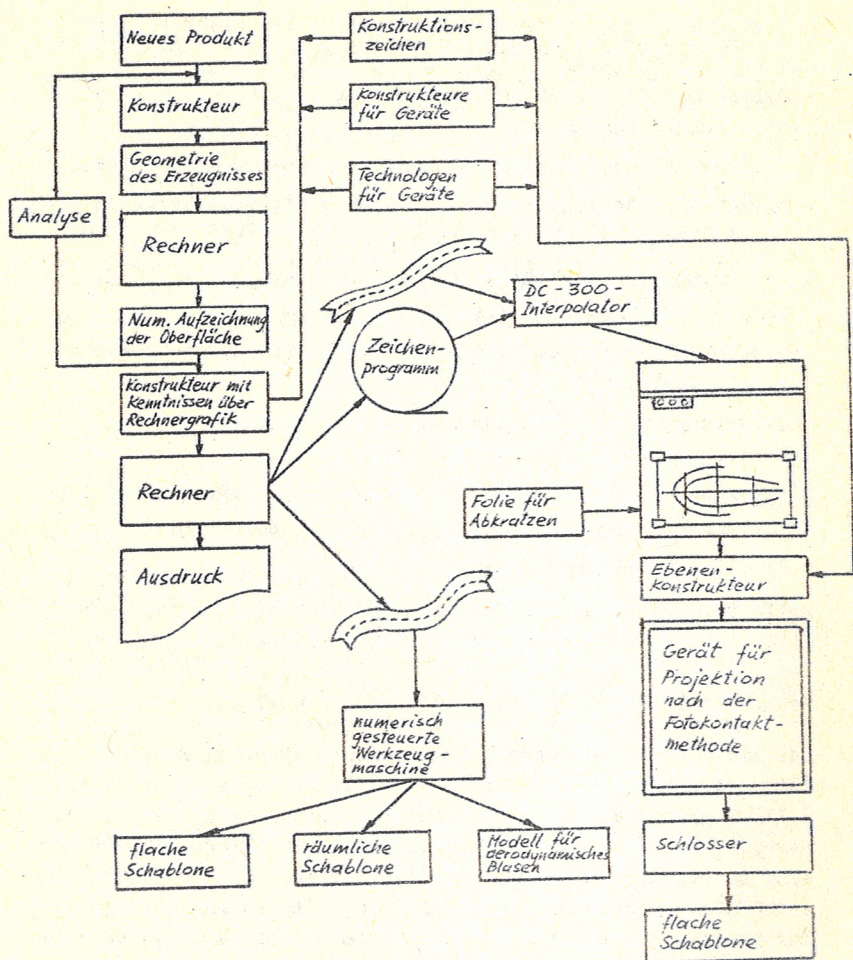 Neues Produkt
Konstrukteur
Geometrie
des Erzeugnisses
Analyse
Rechner
Num. Aufzeichnung
der Oberfläche
Konstrukteur mit
Kenntnissen über
Rechnergrafik
Rechner
Ausdruck
Konstruktions-
zeichen
Konstrukteure
für Geräte
Technologen
für Geräte
Zeichen-
programm
DC - 300 -
Interpolator
Folie für
Abkratzen
Ebenen-
konstrukteur
Gerät für
Projektion
nach der
Fotokontakt-
methode
Schlosser
flache
Schablone
numerisch
gesteuerte
Werkzeug-
maschine
flache
Schablone
räumliche
Schablone
Modell für
aerodynamisches
Blasen